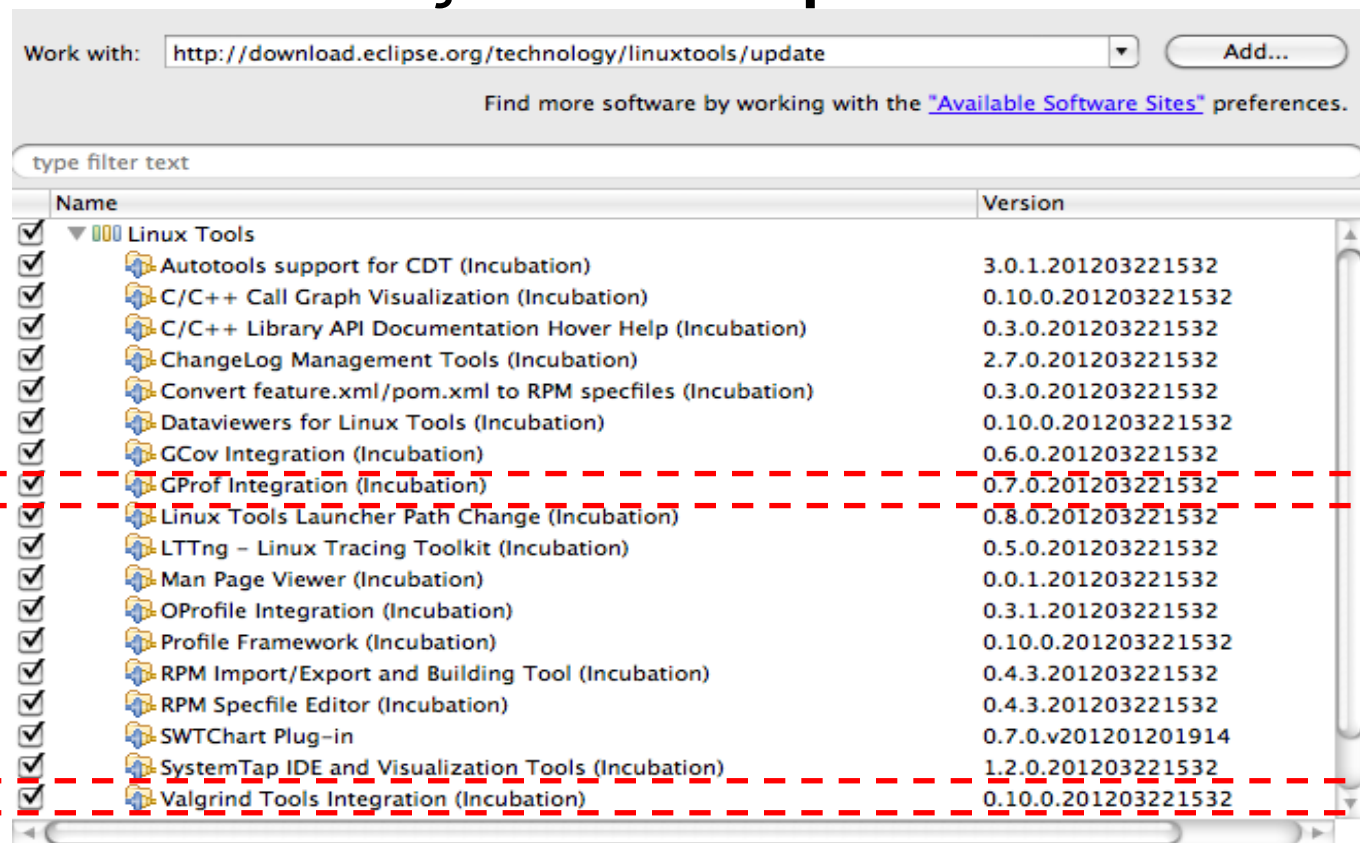 Work with: http://download.eclipse.org/technology/linuxtools/update Add...
Find more software by working with the "Available Software Sites" preferences.
type filter text
Name Version
Linux Tools
Autotools support for CDT (Incubation) 3.0.1.201203221532
C/C++ Call Graph Visualization (Incubation) 0.10.0.201203221532
C/C++ Library API Documentation Hover Help (Incubation) 0.3.0.201203221532
ChangeLog Management Tools (Incubation) 2.7.0.201203221532
Convert feature.xml/pom.xml to RPM specfiles (Incubation) 0.3.0.201203221532
Dataviewers for Linux Tools (Incubation) 0.10.0.201203221532
GCov Integration (Incubation) 0.6.0.201203221532
GProf Integration (Incubation) 0.7.0.201203221532
Linux Tools Launcher Path Change (Incubation) 0.8.0.201203221532
LTTng – Linux Tracing Toolkit (Incubation) 0.5.0.201203221532
Man Page Viewer (Incubation) 0.0.1.201203221532
OProfile Integration (Incubation) 0.3.1.201203221532
Profile Framework (Incubation) 0.10.0.201203221532
RPM Import/Export and Building Tool (Incubation) 0.4.3.201203221532
RPM Specfile Editor (Incubation) 0.4.3.201203221532
SWTChart Plug-in 0.7.0.v201201201914
SystemTap IDE and Visualization Tools (Incubation) 1.2.0.201203221532
Valgrind Tools Integration (Incubation) 0.10.0.201203221532